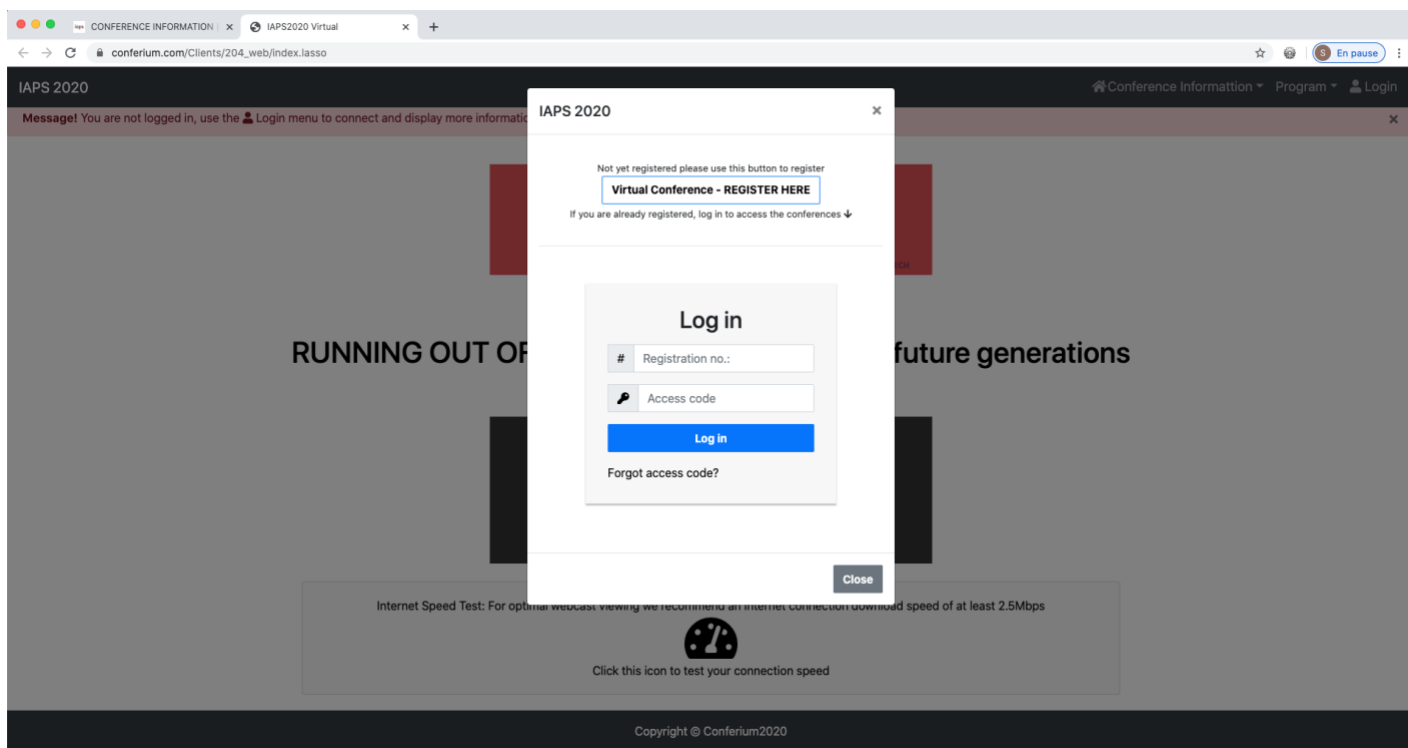 CONFERENCE INFORMATION
IAPS2020 Virtual
conferium.com/Clients/204_web/index.lasso
S
En pause
IAPS 2020
Conference Informattion
Program
Login
Message! You are not logged in, use the Login menu to connect and display more informatio
IAPS 2020
Not yet registered please use this button to register
Virtual Conference - REGISTER HERE
If you are already registered, log in to access the conferences
RUNNING OUT OF
future generations
Log in
# Registration no.:
Access code
Log in
Forgot access code?
Close
Internet Speed Test: For optimal webcast viewing we recommend an internet connection download speed of at least 2.5Mbps
Click this icon to test your connection speed
Copyright © Conferium2020